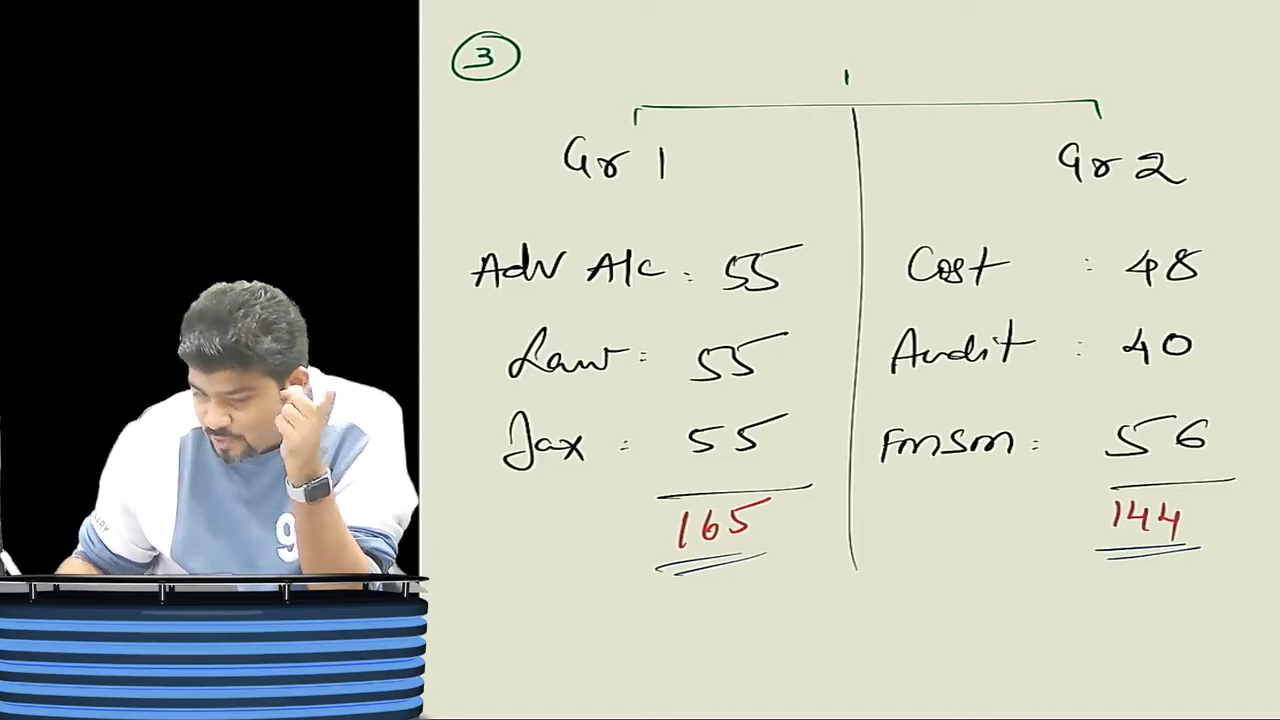 3
Gr 1
Gr 2
Adv A/c : 55
Law : 55
Tax : 55
165
Cost : 48
Audit : 40
FMSM : 56
144
9